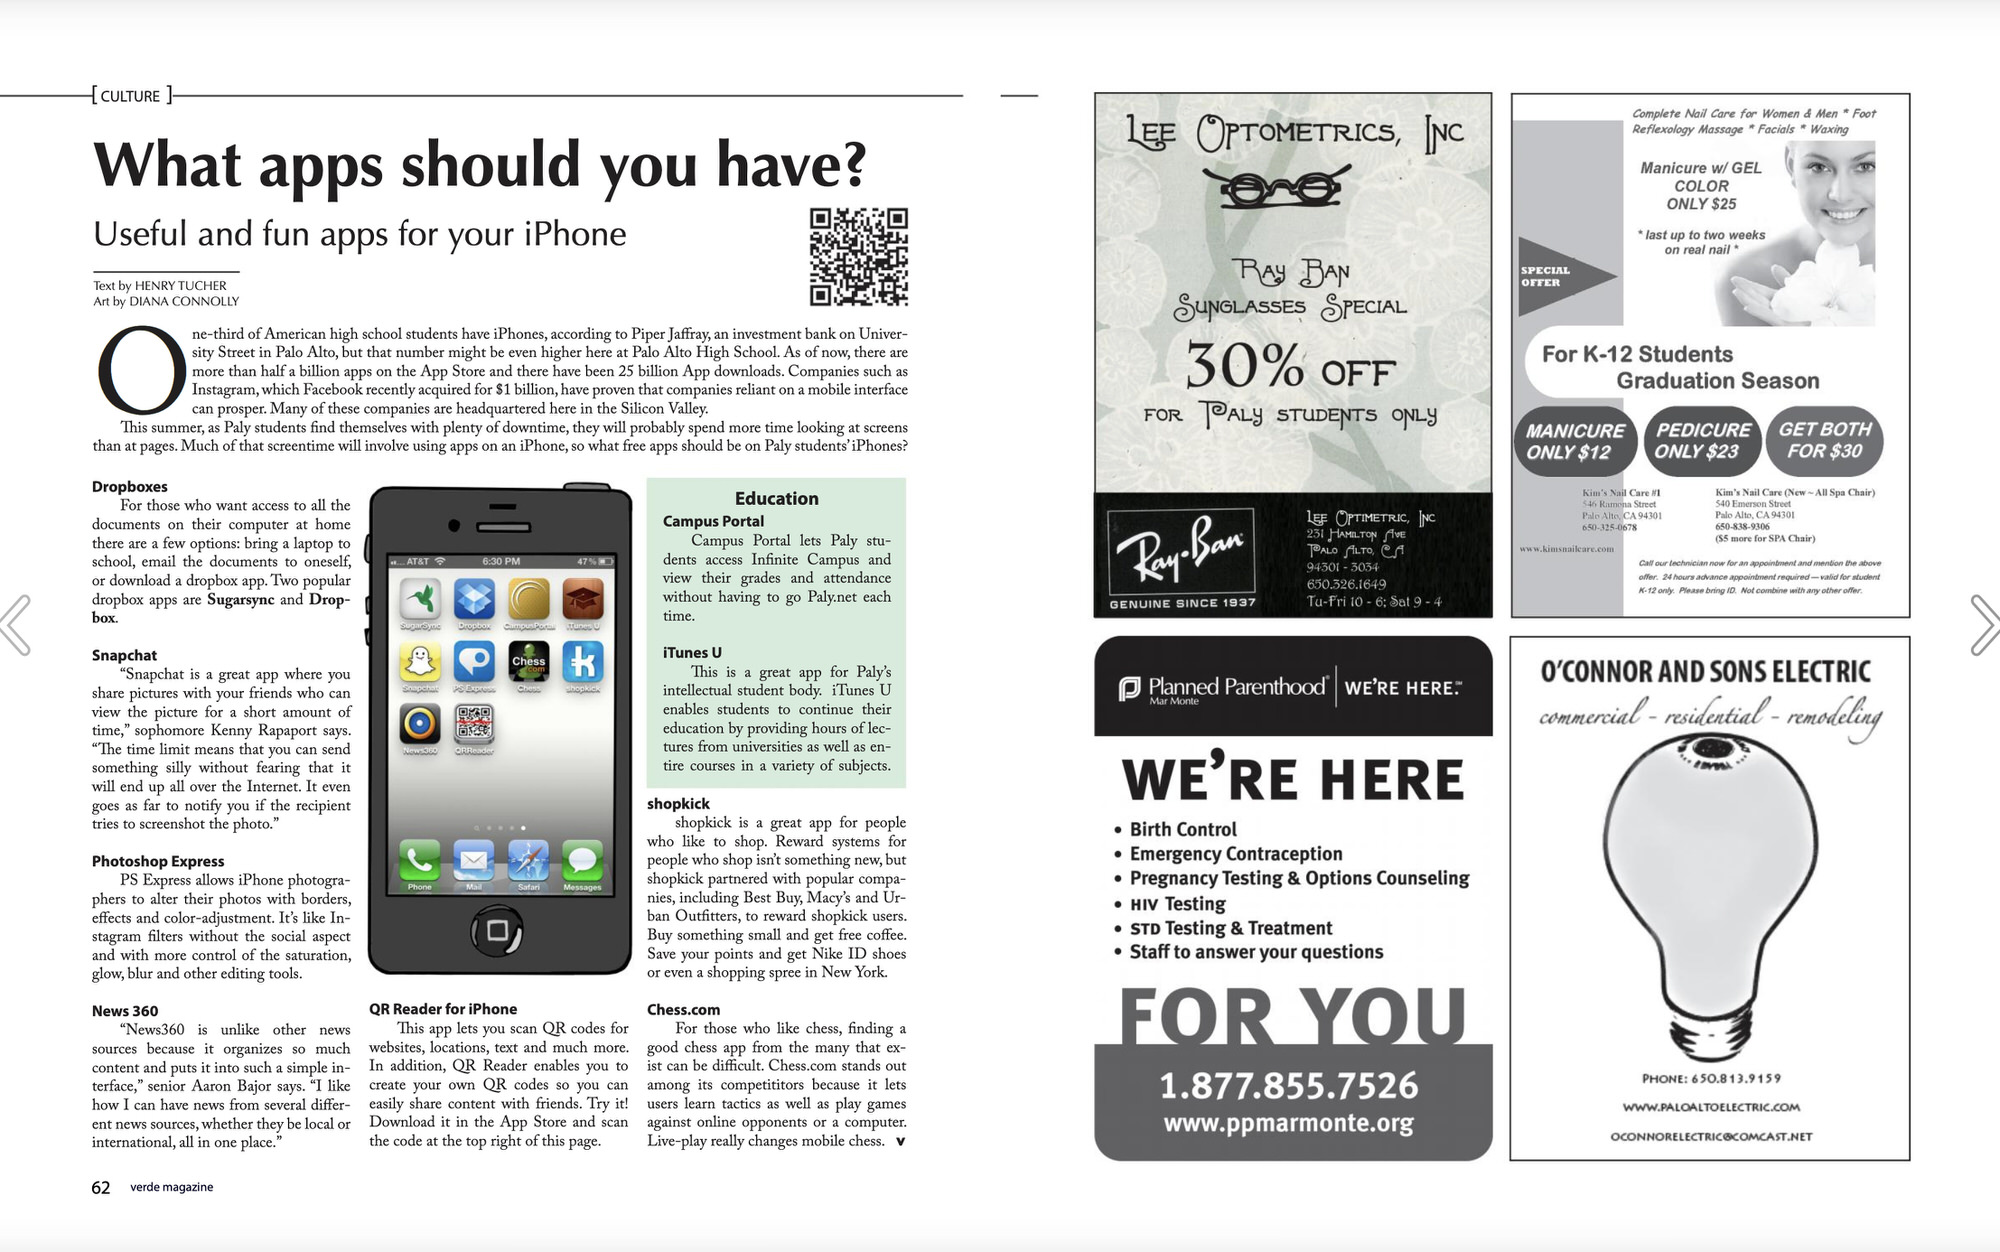 [ CULTURE ]
What apps should you have?
Useful and fun apps for your iPhone
Text by HENRY TUCHER
Art by DIANA CONNOLLY
One-third of American high school students have iPhones, according to Piper Jaffray, an investment bank on Univer-
sity Street in Palo Alto, but that number might be even higher here at Palo Alto High School. As of now, there are
more than half a billion apps on the App Store and there have been 25 billion App downloads. Companies such as
Instagram, which Facebook recently acquired for $1 billion, have proven that companies reliant on a mobile interface
can prosper. Many of these companies are headquartered here in the Silicon Valley.
This summer, as Paly students find themselves with plenty of downtime, they will probably spend more time looking at screens
than at pages. Much of that screentime will involve using apps on an iPhone, so what free apps should be on Paly students' iPhones?
Dropboxes
For those who want access to all the
documents on their computer at home
there are a few options: bring a laptop to
school, email the documents to oneself,
or download a dropbox app. Two popular
dropbox apps are Sugarsync and Drop-
box.
Snapchat
“Snapchat is a great app where you
share pictures with your friends who can
view the picture for a short amount of
time,” sophomore Kenny Rapaport says.
“The time limit means that you can send
something silly without fearing that it
will end up all over the Internet. It even
goes as far to notify you if the recipient
tries to screenshot the photo.”
Photoshop Express
PS Express allows iPhone photogra-
phers to alter their photos with borders,
effects and color-adjustment. It's like In-
stagram filters without the social aspect
and with more control of the saturation,
glow, blur and other editing tools.
News 360
“News360 is unlike other news
sources because it organizes so much
content and puts it into such a simple in-
terface,” senior Aaron Bajor says. “I like
how I can have news from several differ-
ent news sources, whether they be local or
international, all in one place.”
AT&T 6:30 PM 47%
SugarSync Dropbox CampusPortal iTunes U
Chess
.com
Snapchat PS Express Chess shopkick
News360 QRReader
Phone Mail Safari Messages
QR Reader for iPhone
This app lets you scan QR codes for
websites, locations, text and much more.
In addition, QR Reader enables you to
create your own QR codes so you can
easily share content with friends. Try it!
Download it in the App Store and scan
the code at the top right of this page.
Education
Campus Portal
Campus Portal lets Paly stu-
dents access Infinite Campus and
view their grades and attendance
without having to go Paly.net each
time.
iTunes U
This is a great app for Paly's
intellectual student body. iTunes U
enables students to continue their
education by providing hours of lec-
tures from universities as well as en-
tire courses in a variety of subjects.
shopkick
shopkick is a great app for people
who like to shop. Reward systems for
people who shop isn't something new, but
shopkick partnered with popular compa-
nies, including Best Buy, Macy's and Ur-
ban Outfitters, to reward shopkick users.
Buy something small and get free coffee.
Save your points and get Nike ID shoes
or even a shopping spree in New York.
Chess.com
For those who like chess, finding a
good chess app from the many that ex-
ist can be difficult. Chess.com stands out
among its competititors because it lets
users learn tactics as well as play games
against online opponents or a computer.
Live-play really changes mobile chess. v
62 verde magazine
LEE OPTOMETRICS, INC
RAY BAN
SUNGLASSES SPECIAL
30% OFF
FOR PALY STUDENTS ONLY
Ray-Ban
GENUINE SINCE 1937
LEE OPTIMETRIC, INC
231 HAMILTON AVE
PALO ALTO, CA
94301 - 3034
650.326.1649
Tu-Fri 10 - 6; Sat 9 - 4
Complete Nail Care for Women & Men * Foot
Reflexology Massage * Facials * Waxing
Manicure w/ GEL
COLOR
ONLY $25
* last up to two weeks
on real nail *
SPECIAL
OFFER
For K-12 Students
Graduation Season
MANICURE
ONLY $12
PEDICURE
ONLY $23
GET BOTH
FOR $30
Kim's Nail Care #1
546 Ramona Street
Palo Alto, CA 94301
650-325-0678
Kim's Nail Care (New ~ All Spa Chair)
540 Emerson Street
Palo Alto, CA 94301
650-838-9306
($5 more for SPA Chair)
www.kimsnailcare.com
Call our technician now for an appointment and mention the above
offer. 24 hours advance appointment required — valid for student
K-12 only. Please bring ID. Not combine with any other offer.
Planned Parenthood® | WE'RE HERE.℠
Mar Monte
WE'RE HERE
• Birth Control
• Emergency Contraception
• Pregnancy Testing & Options Counseling
• HIV Testing
• STD Testing & Treatment
• Staff to answer your questions
FOR YOU
1.877.855.7526
www.ppmarmonte.org
O'CONNOR AND SONS ELECTRIC
commercial - residential - remodeling
PHONE: 650.813.9159
WWW.PALOALTOELECTRIC.COM
OCONNORELECTRIC@COMCAST.NET